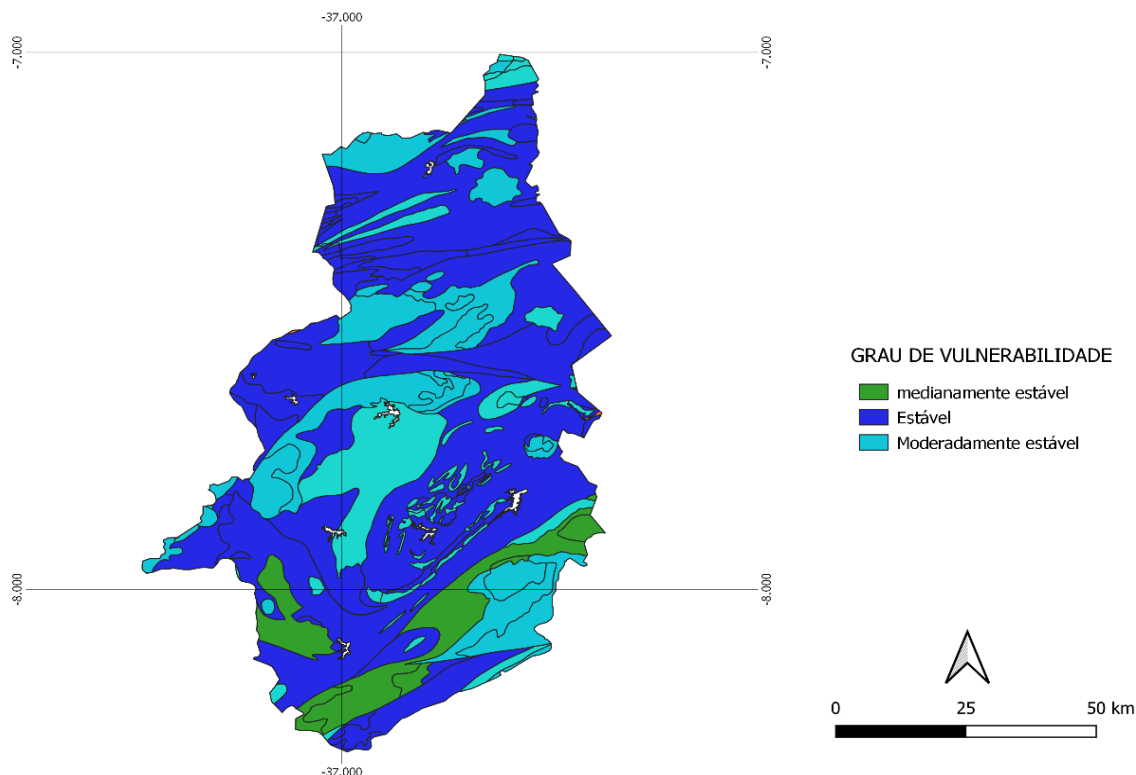 -37.000
-7.000
-7.000
GRAU DE VULNERABILIDADE
medianamente estável
Estável
Moderadamente estável
-8.000
-8.000
0 25 50 km
-37.000